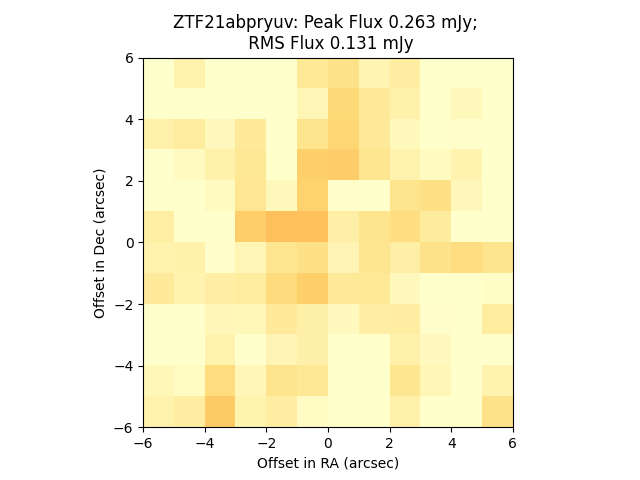 ZTF21abpryuv: Peak Flux 0.263 mJy;
RMS Flux 0.131 mJy
6
4
2
0
−2
−4
−6
Offset in Dec (arcsec)
−6 −4 −2 0 2 4 6
Offset in RA (arcsec)